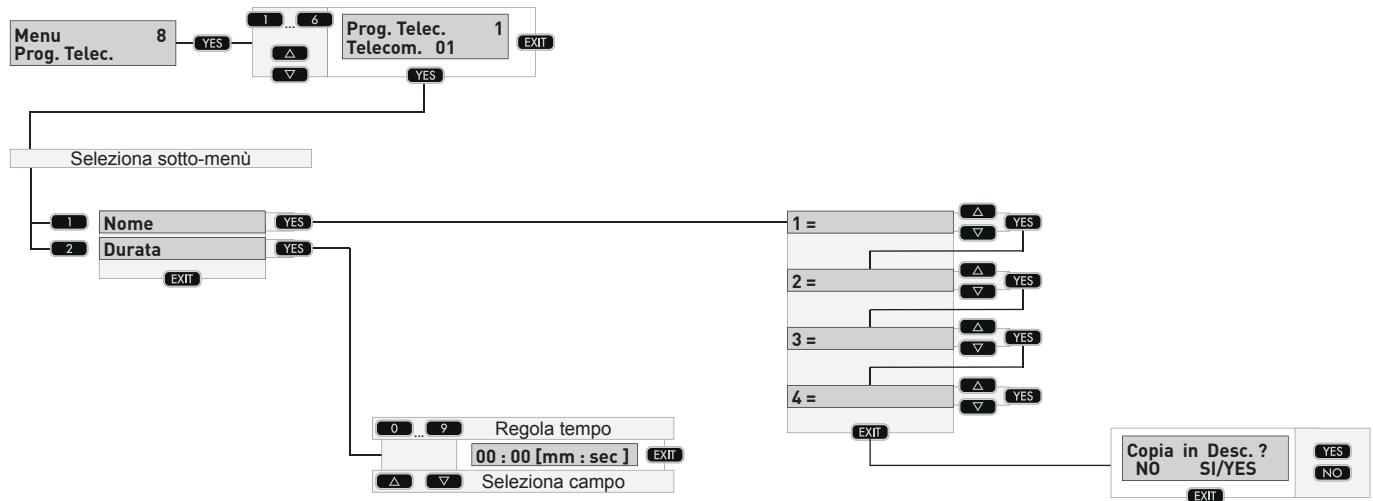 Menu 8
Prog. Telec.
YES
1 ... 6
Prog. Telec. 1
Telecom. 01
EXIT
YES
Seleziona sotto-menù
1 Nome YES
2 Durata YES
EXIT
1 =
YES
2 =
YES
3 =
YES
4 =
YES
EXIT
0 ... 9 Regola tempo
00 : 00 [mm : sec ] EXIT
Seleziona campo
Copia in Desc. ?
NO SI/YES
YES
NO
EXIT